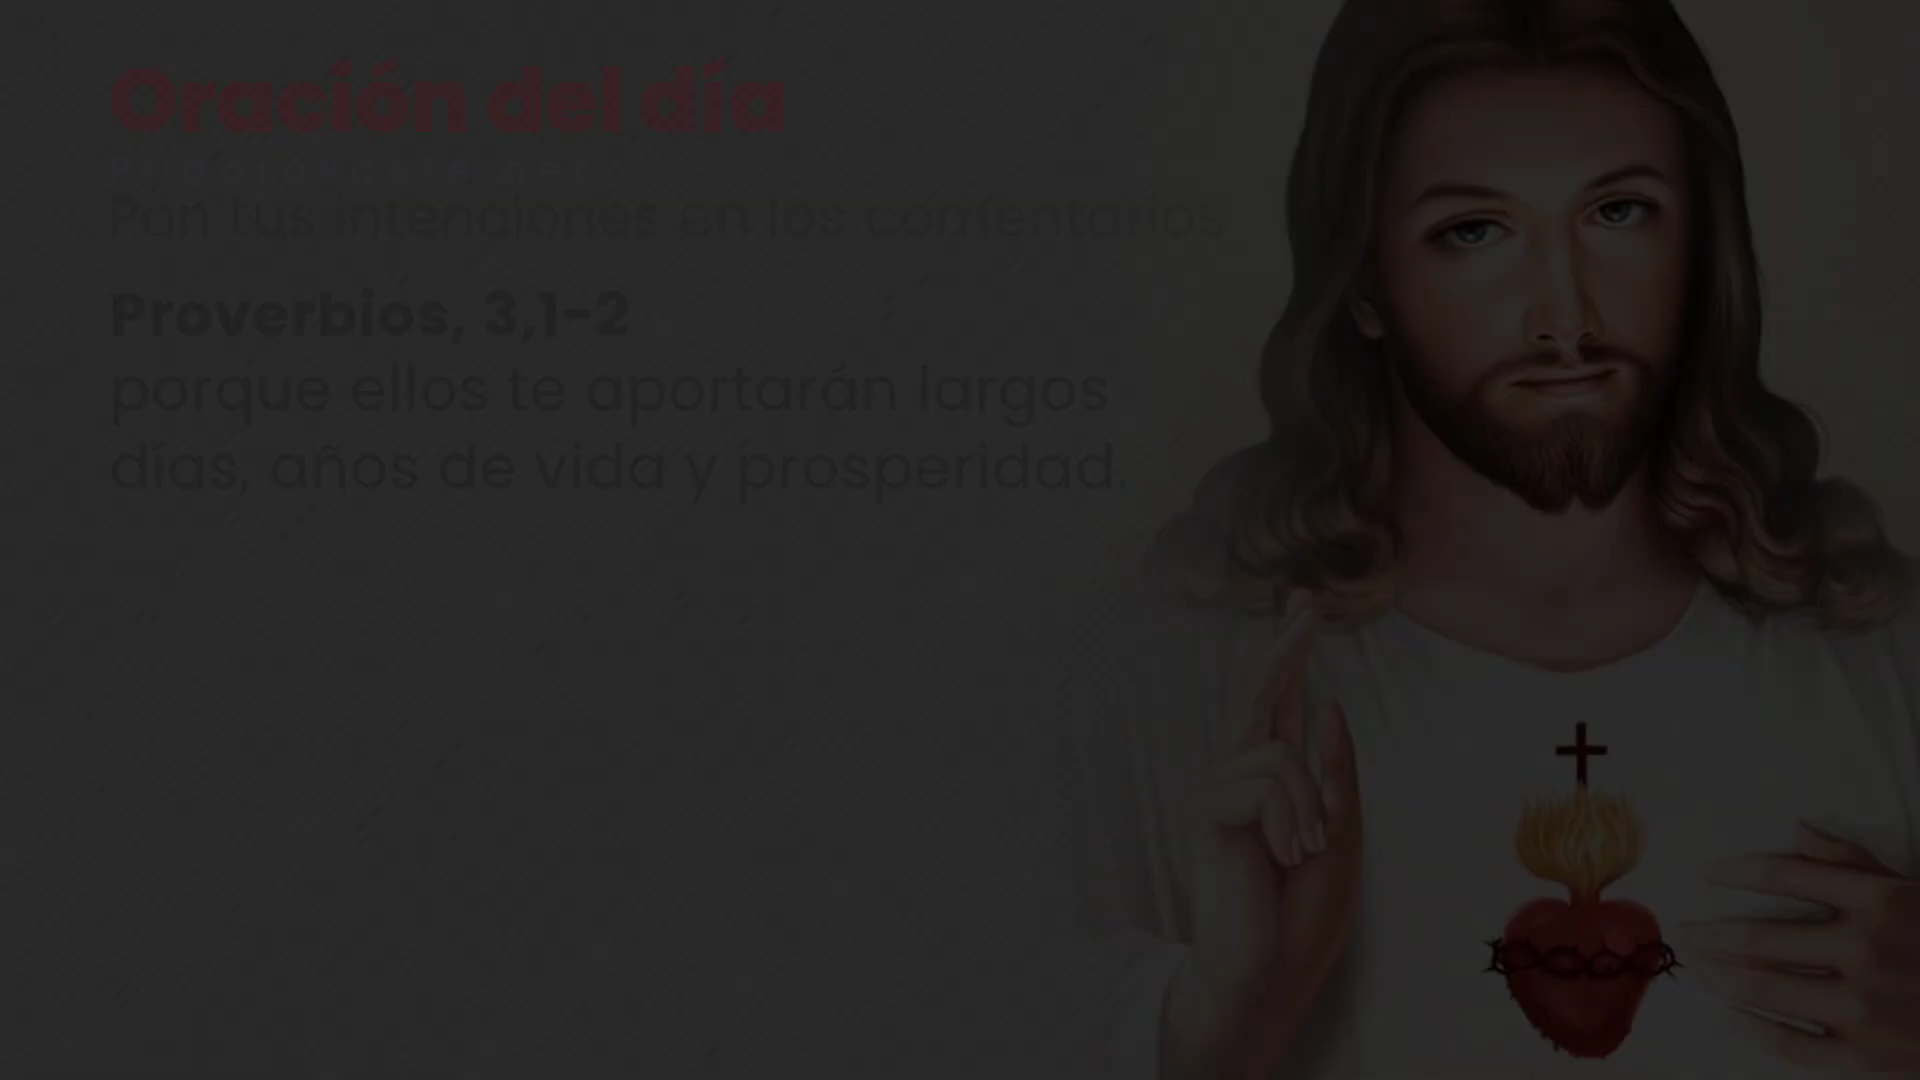 Oración del día
Pon tus intenciones en los comentarios
Proverbios, 3,1-2
porque ellos te aportarán largos
días, años de vida y prosperidad.